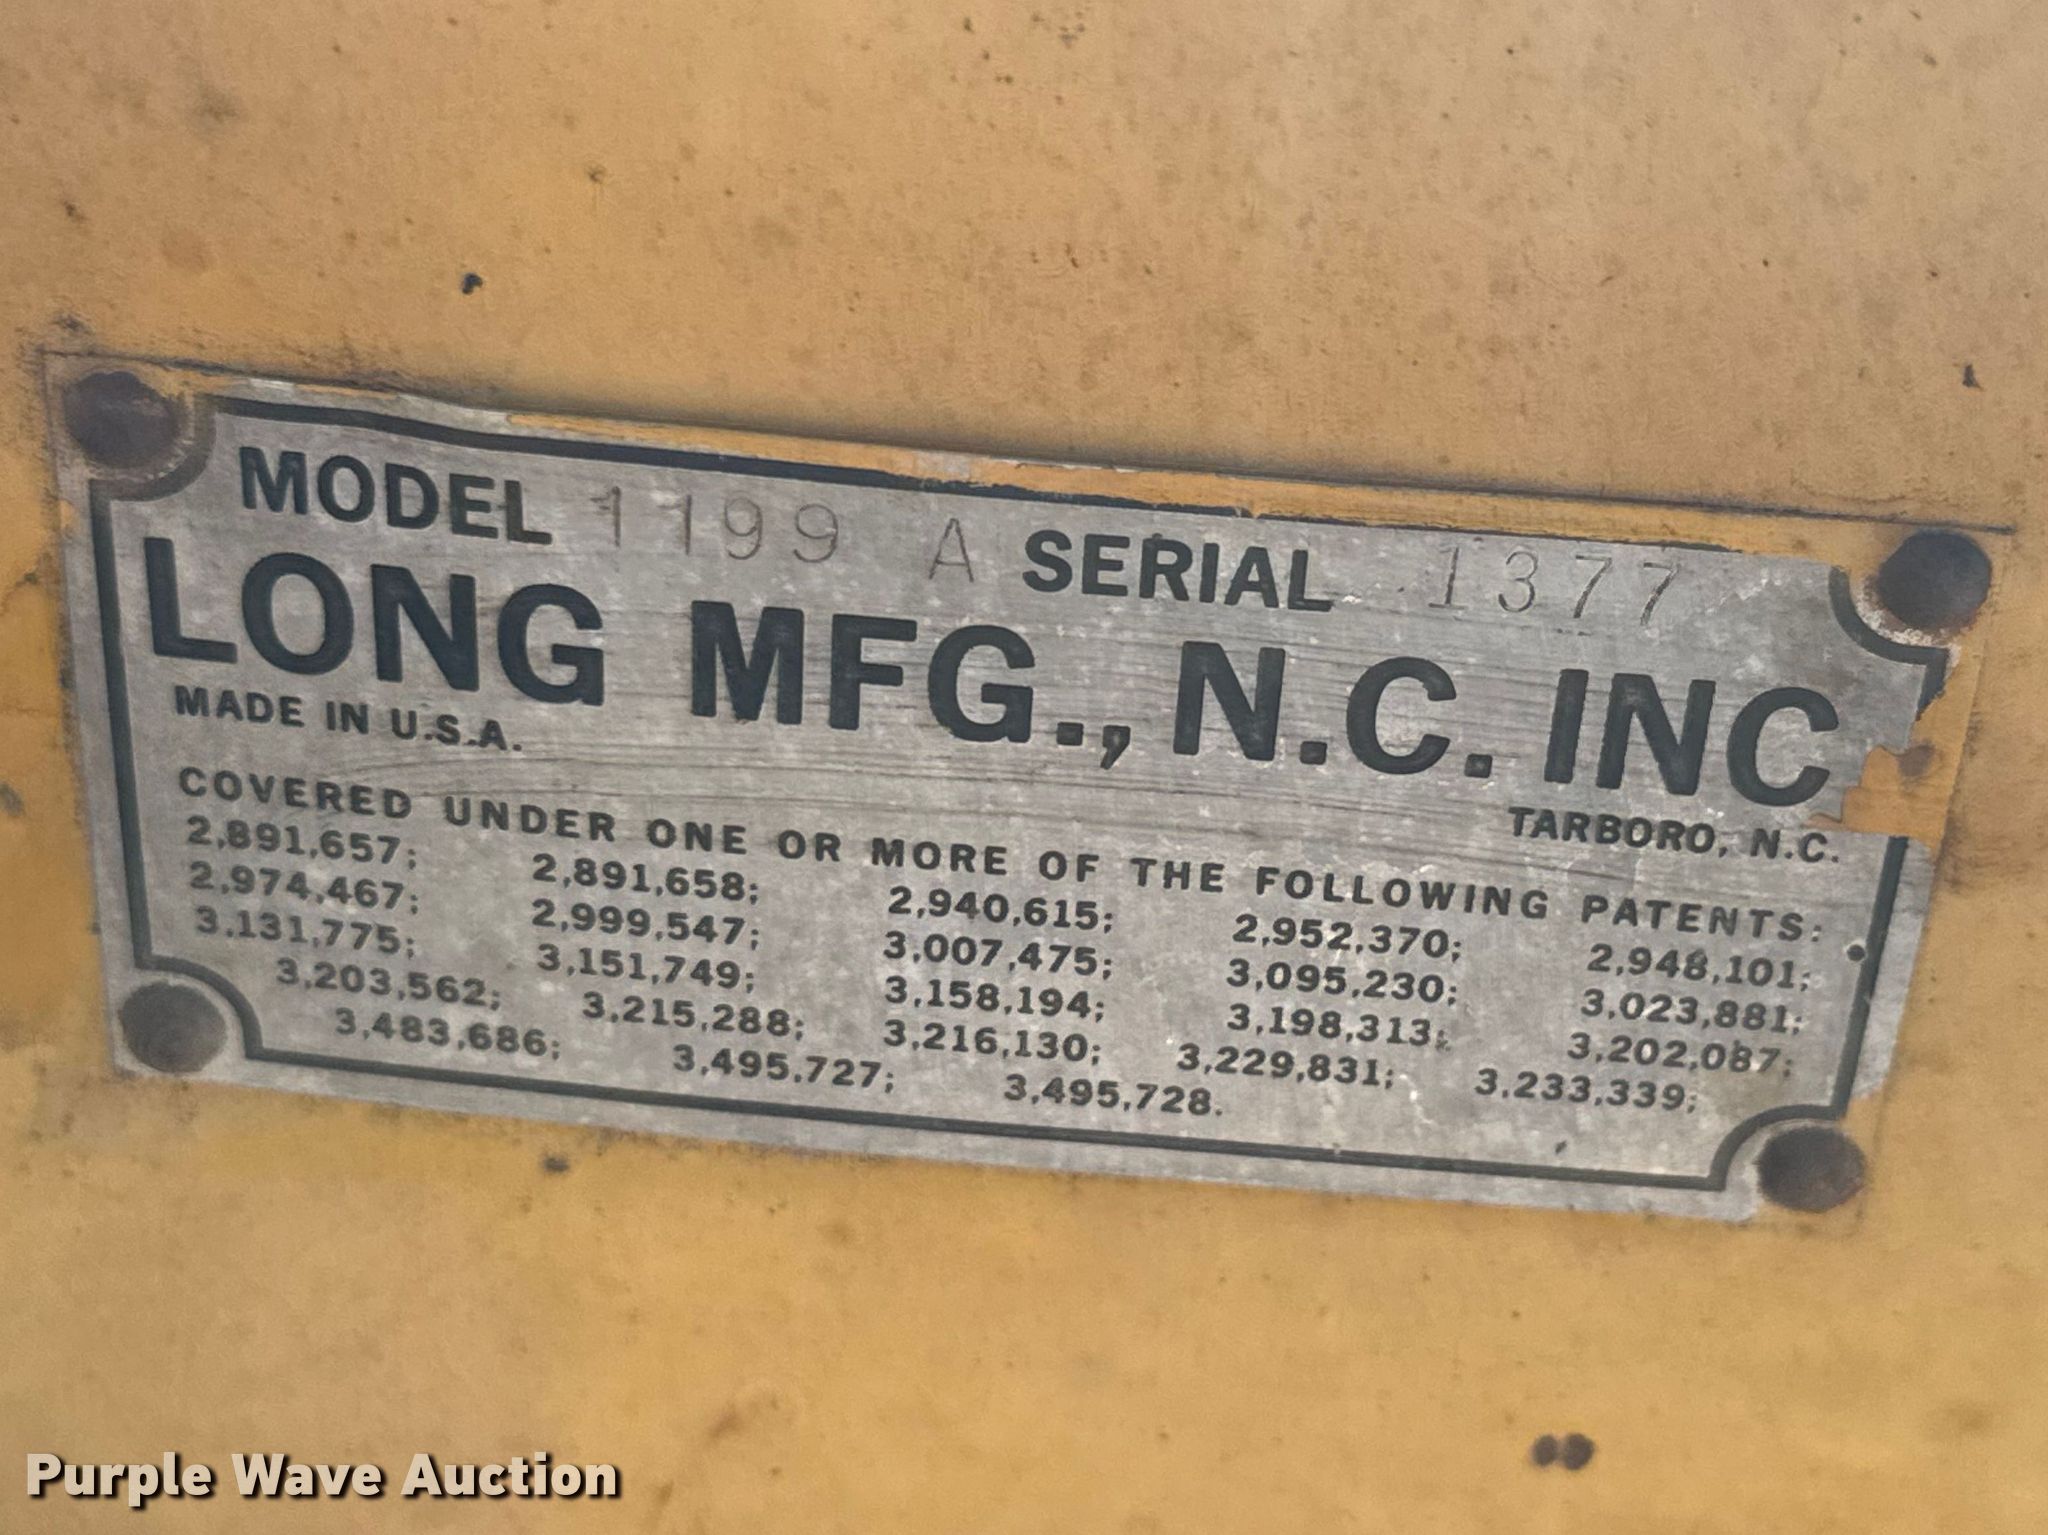 MODEL 1199 A SERIAL 1377
LONG MFG., N.C. INC
MADE IN U.S.A.
TARBORO, N.C.
COVERED UNDER ONE OR MORE OF THE FOLLOWING PATENTS:
2,891,657; 2,891,658; 2,940,615; 2,952,370; 2,948,101;
2,974,467; 2,999,547; 3,007,475; 3,095,230; 3,023,881;
3,131,775; 3,151,749; 3,158,194; 3,198,313; 3,202,087;
3,203,562; 3,215,288; 3,216,130; 3,229,831; 3,233,339;
3,483,686; 3,495,727; 3,495,728.
Purple Wave Auction